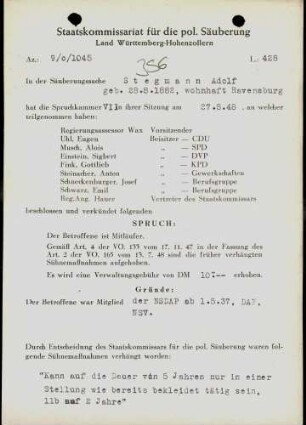 Staatskommissariat für die pol. Säuberung
Land Württemberg-Hohenzollern
Az.: 9/o/1045
356
L.: 428
In der Säuberungssache Stegmann Adolf
geb. 28.8.1882, wohnhaft Ravensburg
hat die Spruchkammer VII in ihrer Sitzung am 27.8.48, an welcher
teilgenommen haben:
Regierungsassessor Wax Vorsitzender
Uhl, Eugen Beisitzer — CDU
Musch, Alois „ — SPD
Einstein, Sigbert „ — DVP
Fink, Gottlieb „ — KPD
Steinacher, Anton „ — Gewerkschaften
Schneckenburger, Josef „ — Berufsgruppe
Schwarz, Emil „ — Berufsgruppe
Reg.Ang. Hauer Vertreter des Staatskommissars
beschlossen und verkündet folgenden
SPRUCH:
Der Betroffene ist Mitläufer.
Gemäß Art. 4 der VO. 133 vom 17. 11. 47 in der Fassung des
Art. 2 der VO. 165 vom 13. 7. 48 sind die früher verhängten
Sühnemaßnahmen aufgehoben.
Es wird eine Verwaltungsgebühr von DM 10.-- erhoben.
Gründe:
Der Betroffene war Mitglied der NSDAP ab 1.5.37, DAF,
NSV.
Durch Entscheidung des Staatskommissars für die pol. Säuberung waren fol-
gende Sühnemaßnahmen verhängt worden:
"Kann auf die Dauer von 5 Jahres nur in einer
Stellung wie bereits bekleidet tätig sein,
11b auf 2 Jahre"